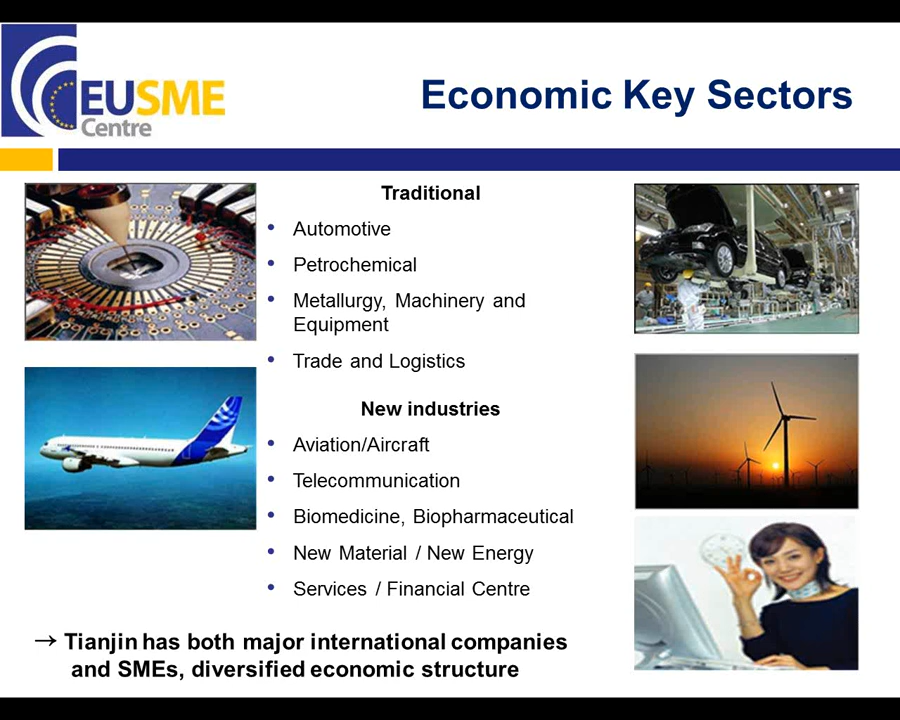 EUSME
Centre
Economic Key Sectors
Traditional
• Automotive
• Petrochemical
• Metallurgy, Machinery and
Equipment
• Trade and Logistics
New industries
• Aviation/Aircraft
• Telecommunication
• Biomedicine, Biopharmaceutical
• New Material / New Energy
• Services / Financial Centre
→ Tianjin has both major international companies
and SMEs, diversified economic structure